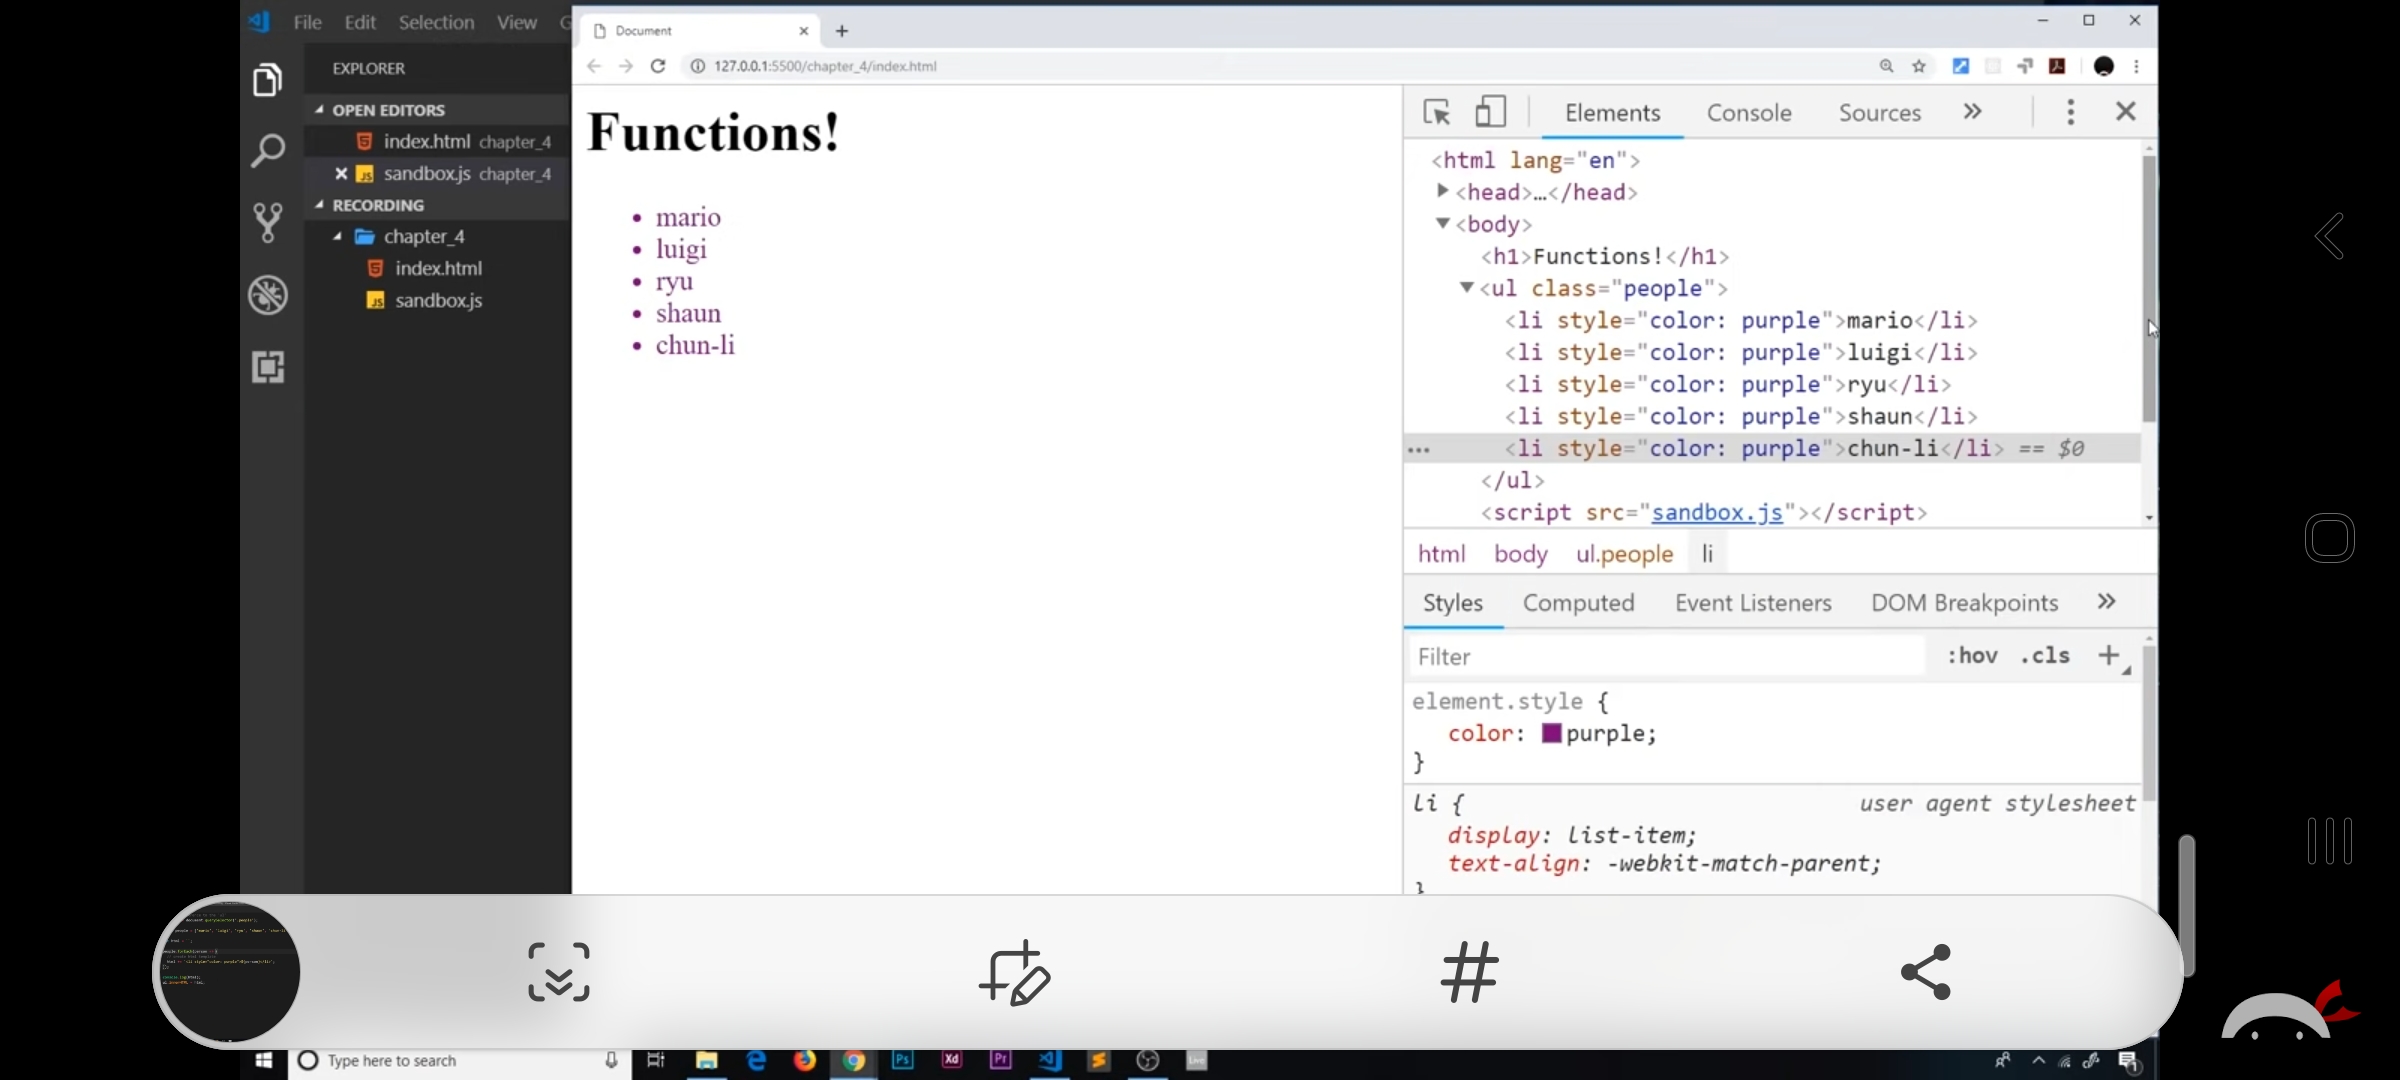 File Edit Selection View G
EXPLORER
OPEN EDITORS
index.html chapter_4
sandbox.js chapter_4
RECORDING
chapter_4
index.html
sandbox.js
Document
127.0.0.1:5500/chapter_4/index.html
Functions!
mario
luigi
ryu
shaun
chun-li
Elements Console Sources
<html lang="en">
<head>…</head>
<body>
<h1>Functions!</h1>
<ul class="people">
<li style="color: purple">mario</li>
<li style="color: purple">luigi</li>
<li style="color: purple">ryu</li>
<li style="color: purple">shaun</li>
<li style="color: purple">chun-li</li> == $0
</ul>
<script src="sandbox.js"></script>
html body ul.people li
Styles Computed Event Listeners DOM Breakpoints
Filter :hov .cls
element.style {
color: purple;
}
li { user agent stylesheet
display: list-item;
text-align: -webkit-match-parent;
}
Type here to search
Ps Xd Pr